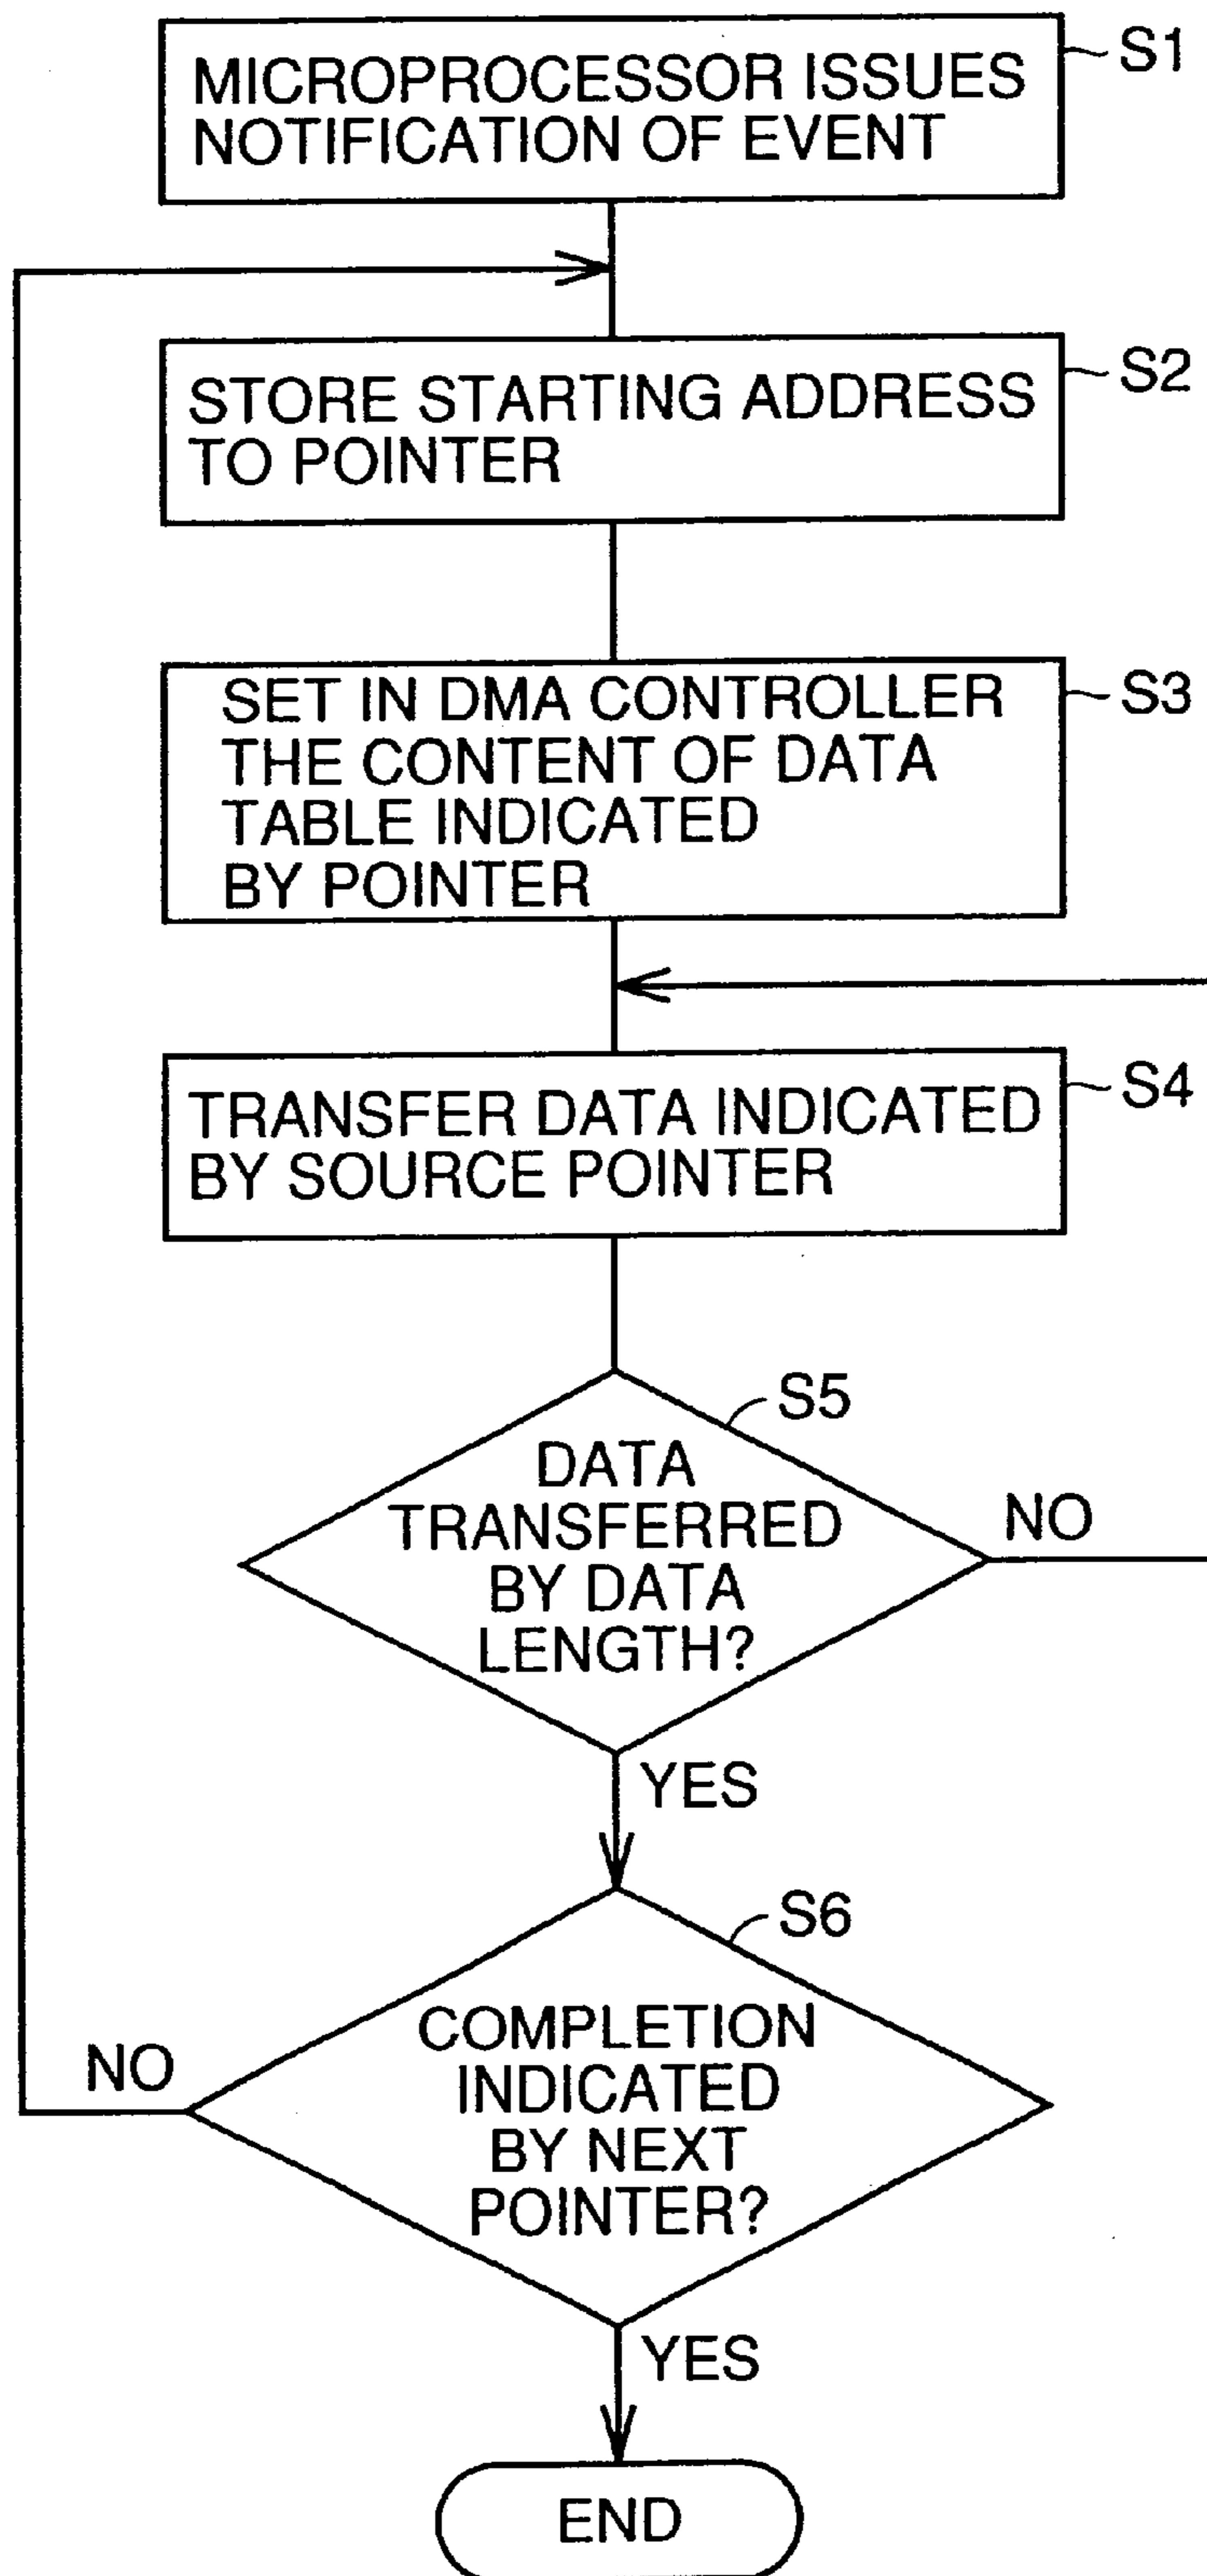 MICROPROCESSOR ISSUES
NOTIFICATION OF EVENT
S1
STORE STARTING ADDRESS
TO POINTER
S2
SET IN DMA CONTROLLER
THE CONTENT OF DATA
TABLE INDICATED
BY POINTER
S3
TRANSFER DATA INDICATED
BY SOURCE POINTER
S4
S5
DATA
TRANSFERRED
BY DATA
LENGTH?
NO
YES
S6
COMPLETION
INDICATED
BY NEXT
POINTER?
NO
YES
END